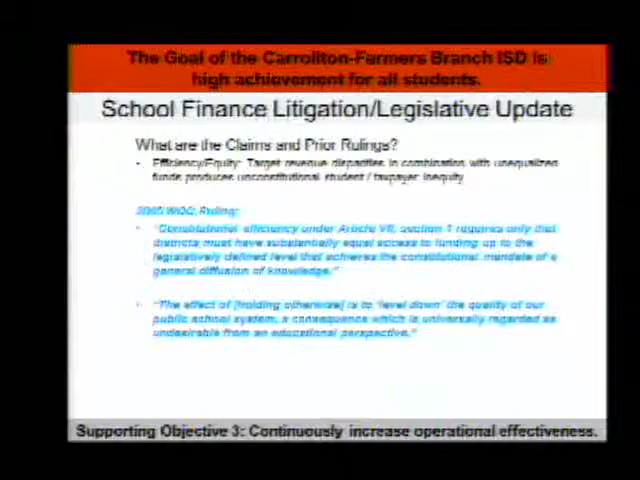 The Goal of the Carrollton-Farmers Branch ISD is
high achievement for all students.
School Finance Litigation/Legislative Update
What are the Claims and Prior Rulings?
• Efficiency/Equity: Target revenue disparities in combination with unequalized
funds produces unconstitutional student / taxpayer inequity
Ruling:
• "Constitutional efficiency under Article VII, section 1 requires only that
districts must have substantially equal access to funding up to the
legislatively defined level that achieves the constitutional mandate of a
general diffusion of knowledge."
• "The effect of [holding otherwise] is to 'level down' the quality of our
public school system, a consequence which is universally regarded as
undesirable from an educational perspective."
Supporting Objective 3: Continuously increase operational effectiveness.